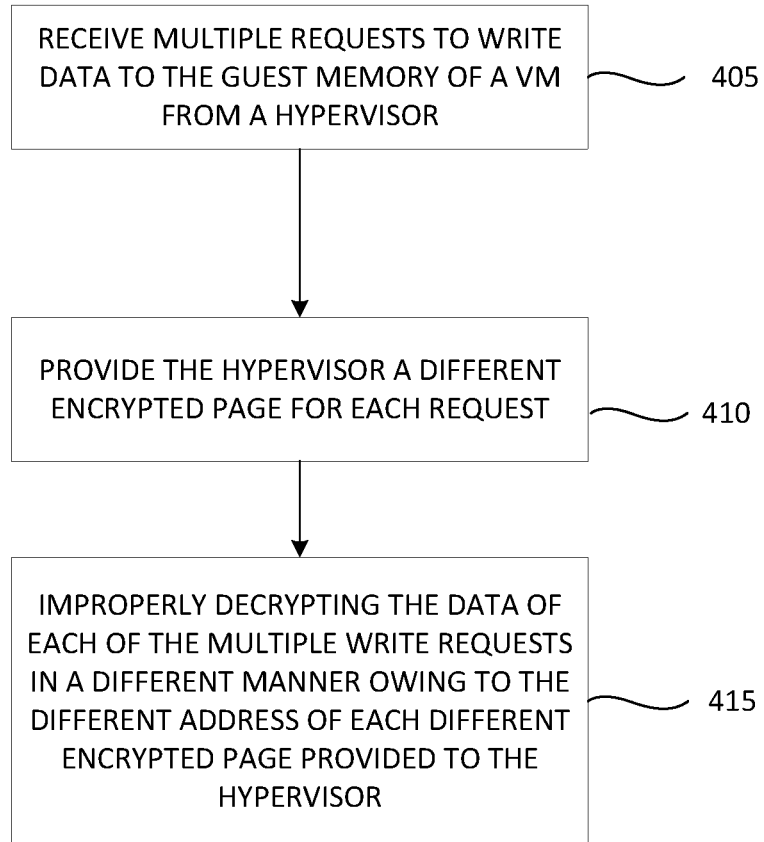 RECEIVE MULTIPLE REQUESTS TO WRITE
DATA TO THE GUEST MEMORY OF A VM
FROM A HYPERVISOR
405
PROVIDE THE HYPERVISOR A DIFFERENT
ENCRYPTED PAGE FOR EACH REQUEST
410
IMPROPERLY DECRYPTING THE DATA OF
EACH OF THE MULTIPLE WRITE REQUESTS
IN A DIFFERENT MANNER OWING TO THE
DIFFERENT ADDRESS OF EACH DIFFERENT
ENCRYPTED PAGE PROVIDED TO THE
HYPERVISOR
415